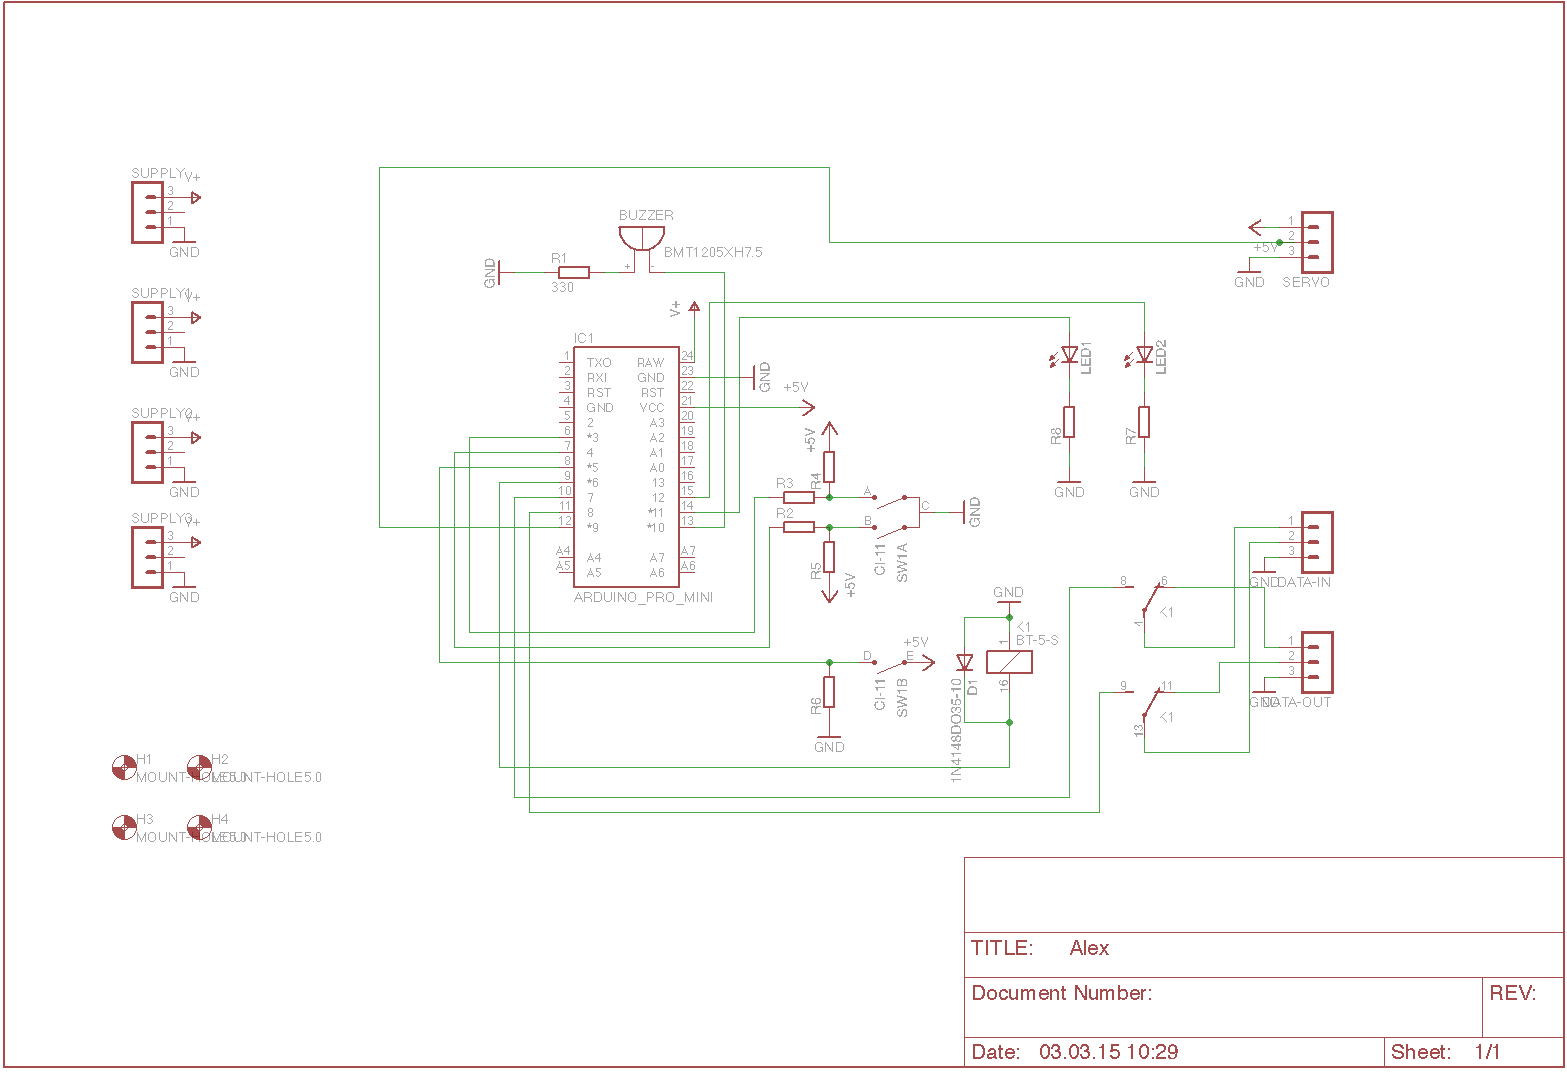 SUPPLY
V+
3
2
1
GND
SUPPLY1
V+
3
2
1
GND
SUPPLY2
V+
3
2
1
GND
SUPPLY3
V+
3
2
1
GND
H1
MOUNT-HOLE5.0
H2
MOUNT-HOLE5.0
H3
MOUNT-HOLE5.0
H4
MOUNT-HOLE5.0
BUZZER
BMT1205XH7.5
+
-
GND
R1
330
V+
IC1
1 TXO RAW 24
2 RXI GND 23
3 RST RST 22
4 GND VCC 21
5 2 A3 20
6 *3 A2 19
7 4 A1 18
8 *5 A0 17
9 *6 13 16
10 7 12 15
11 8 *11 14
12 *9 *10 13
A4 A4 A7 A7
A5 A5 A6 A6
ARDUINO_PRO_MINI
GND
+5V
+5V
R4
R3
A
R2
B
C
GND
R5
+5V
CI-11
SW1A
D
E
+5V
R6
GND
CI-11
SW1B
GND
K1
BT-5-S
1
16
D1
1N4148DO35-10
LED1
R8
GND
LED2
R7
GND
+5V
1
2
3
GND
SERVO
1
2
3
GND
DATA-IN
8
6
4
K1
1
2
3
GND
DATA-OUT
9
11
13
K1
TITLE: Alex
Document Number:
REV:
Date: 03.03.15 10:29
Sheet: 1/1